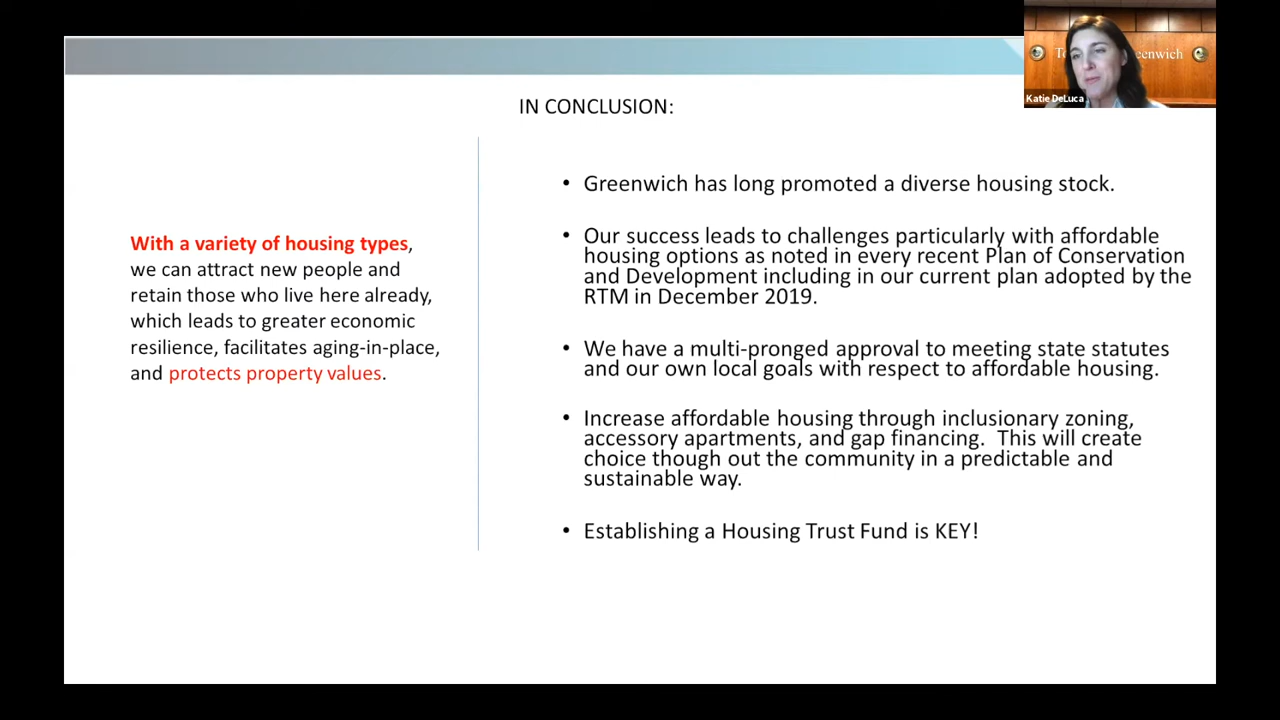 To eenwich
Katie DeLuca
IN CONCLUSION:
With a variety of housing types,
we can attract new people and
retain those who live here already,
which leads to greater economic
resilience, facilitates aging-in-place,
and protects property values.
• Greenwich has long promoted a diverse housing stock.
• Our success leads to challenges particularly with affordable
housing options as noted in every recent Plan of Conservation
and Development including in our current plan adopted by the
RTM in December 2019.
• We have a multi-pronged approval to meeting state statutes
and our own local goals with respect to affordable housing.
• Increase affordable housing through inclusionary zoning,
accessory apartments, and gap financing.  This will create
choice though out the community in a predictable and
sustainable way.
• Establishing a Housing Trust Fund is KEY!